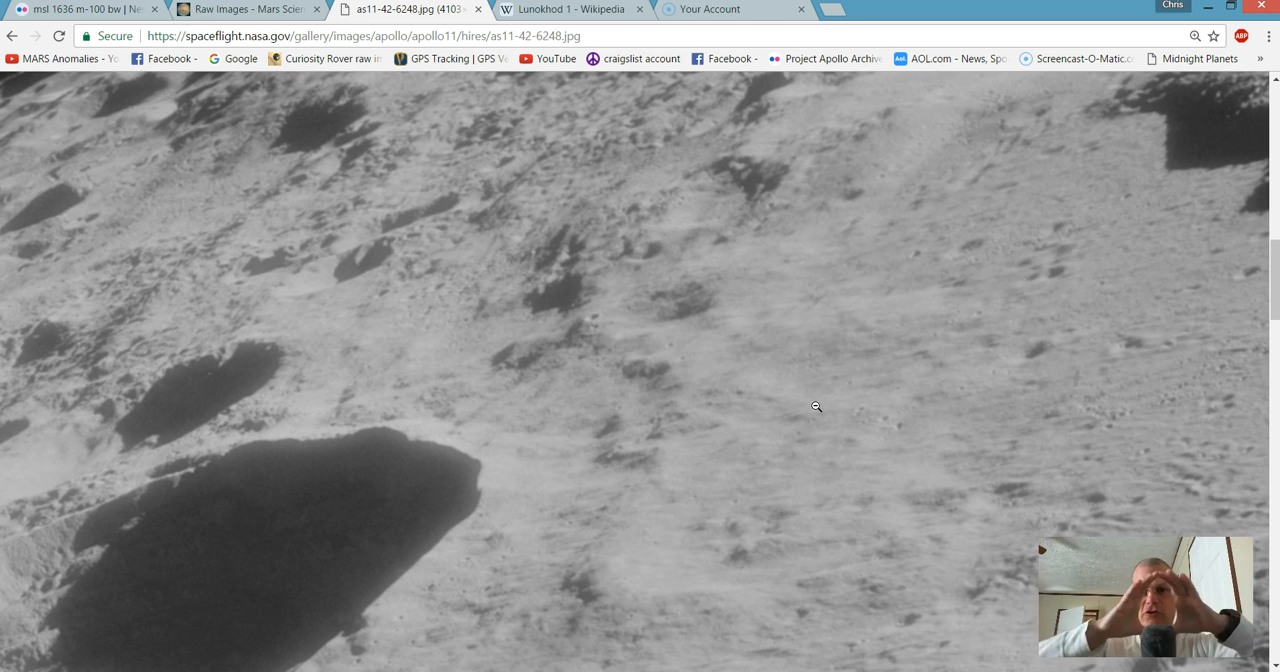 msl 1636 m-100 bw | Ne
Raw Images - Mars Scien
as11-42-6248.jpg (4103
Lunokhod 1 - Wikipedia
Your Account
Chris
Secure
https://spaceflight.nasa.gov/gallery/images/apollo/apollo11/hires/as11-42-6248.jpg
ABP
MARS Anomalies - Yo
Facebook -
Google
Curiosity Rover raw in
GPS Tracking | GPS V
YouTube
craigslist account
Facebook -
Project Apollo Archive
Aol.
AOL.com - News, Spo
Screencast-O-Matic.c
Midnight Planets
»